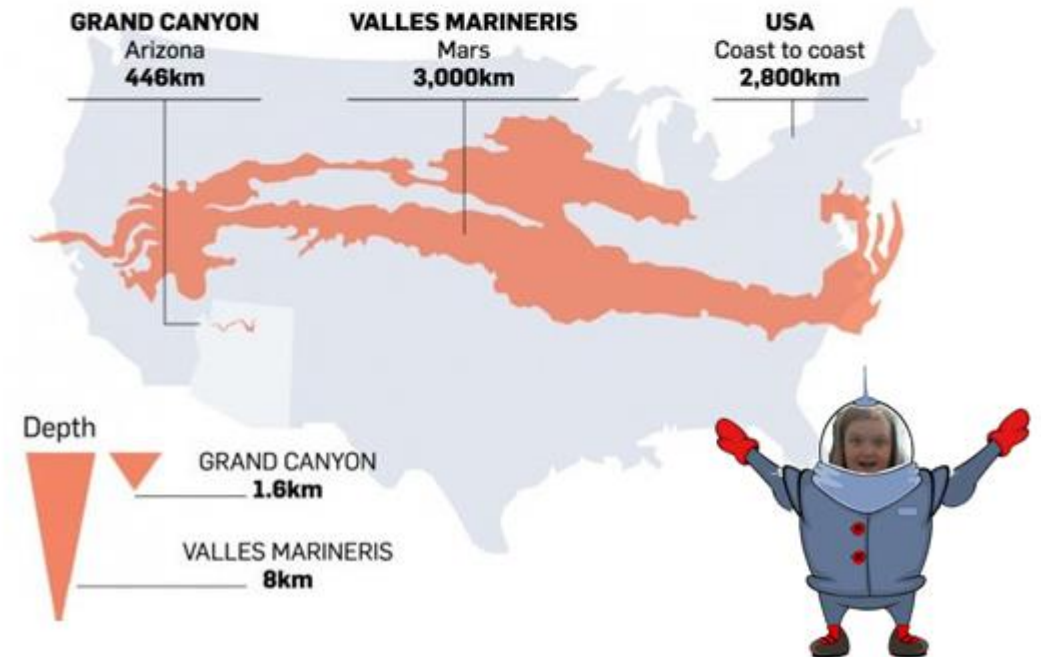 GRAND CANYON
Arizona
446km
VALLES MARINERIS
Mars
3,000km
USA
Coast to coast
2,800km
Depth
GRAND CANYON
1.6km
VALLES MARINERIS
8km